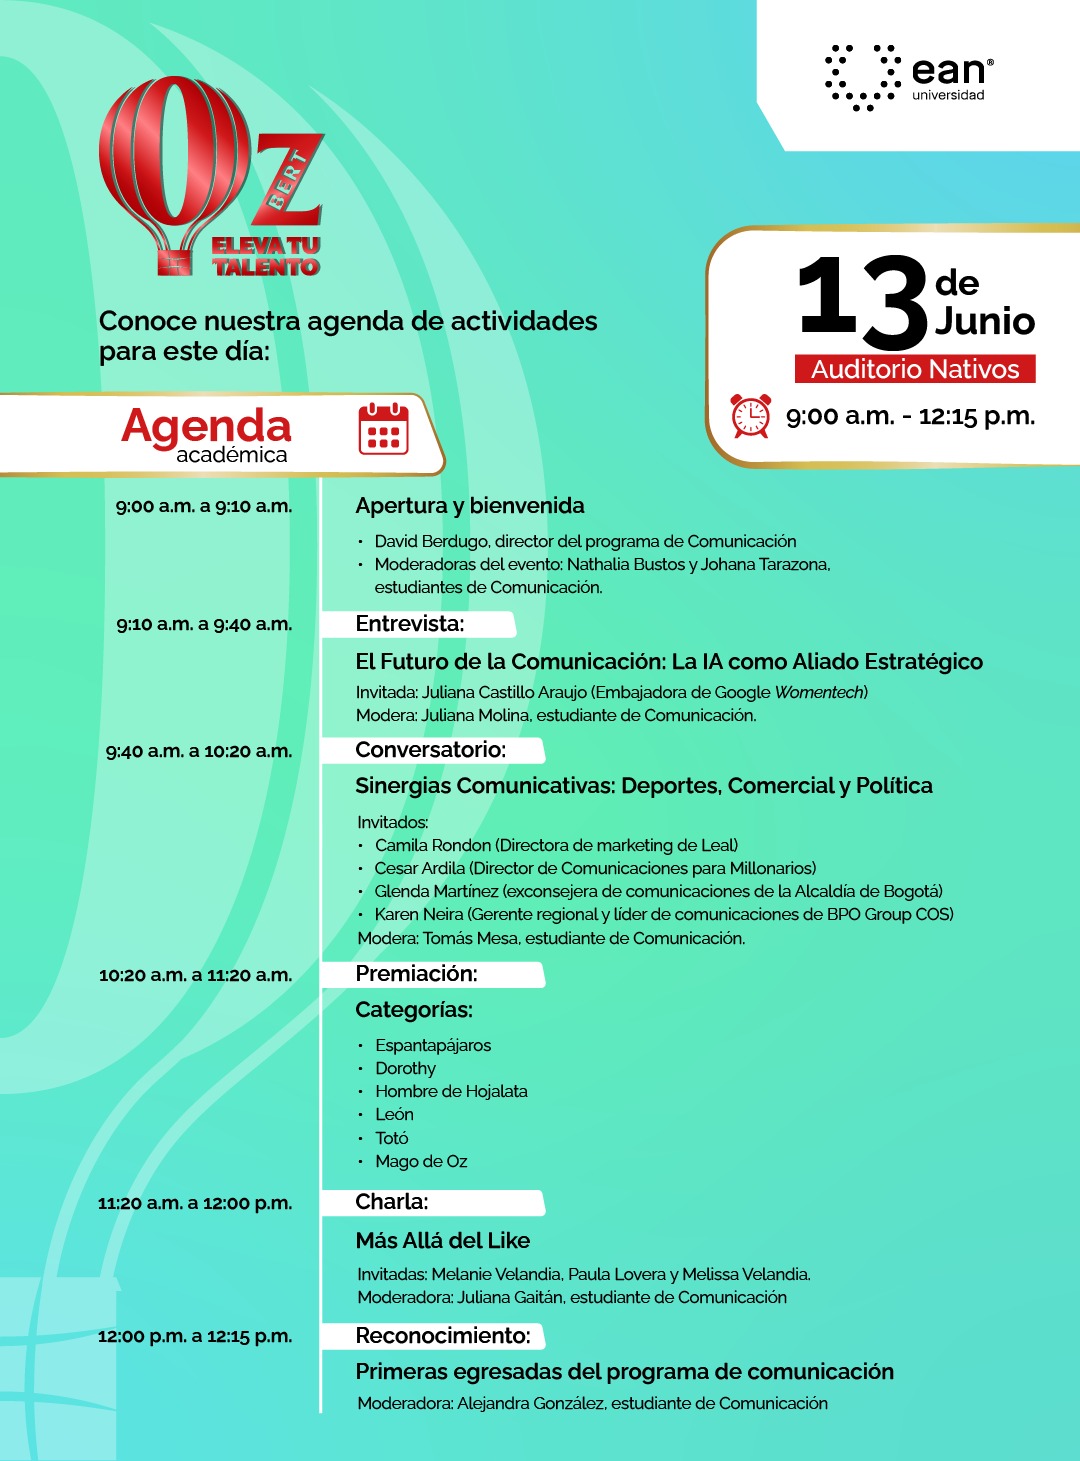 ean®
universidad
Oz
BERT
ELEVA TU
TALENTO
Conoce nuestra agenda de actividades
para este día:
13 de
Junio
Auditorio Nativos
9:00 a.m. - 12:15 p.m.
Agenda
académica
9:00 a.m. a 9:10 a.m.
Apertura y bienvenida
• David Berdugo, director del programa de Comunicación
• Moderadoras del evento: Nathalia Bustos y Johana Tarazona,
estudiantes de Comunicación.
9:10 a.m. a 9:40 a.m.
Entrevista:
El Futuro de la Comunicación: La IA como Aliado Estratégico
Invitada: Juliana Castillo Araujo (Embajadora de Google Womentech)
Modera: Juliana Molina, estudiante de Comunicación.
9:40 a.m. a 10:20 a.m.
Conversatorio:
Sinergias Comunicativas: Deportes, Comercial y Política
Invitados:
• Camila Rondon (Directora de marketing de Leal)
• Cesar Ardila (Director de Comunicaciones para Millonarios)
• Glenda Martínez (exconsejera de comunicaciones de la Alcaldía de Bogotá)
• Karen Neira (Gerente regional y líder de comunicaciones de BPO Group COS)
Modera: Tomás Mesa, estudiante de Comunicación.
10:20 a.m. a 11:20 a.m.
Premiación:
Categorías:
• Espantapájaros
• Dorothy
• Hombre de Hojalata
• León
• Totó
• Mago de Oz
11:20 a.m. a 12:00 p.m.
Charla:
Más Allá del Like
Invitadas: Melanie Velandia, Paula Lovera y Melissa Velandia.
Moderadora: Juliana Gaitán, estudiante de Comunicación
12:00 p.m. a 12:15 p.m.
Reconocimiento:
Primeras egresadas del programa de comunicación
Moderadora: Alejandra González, estudiante de Comunicación